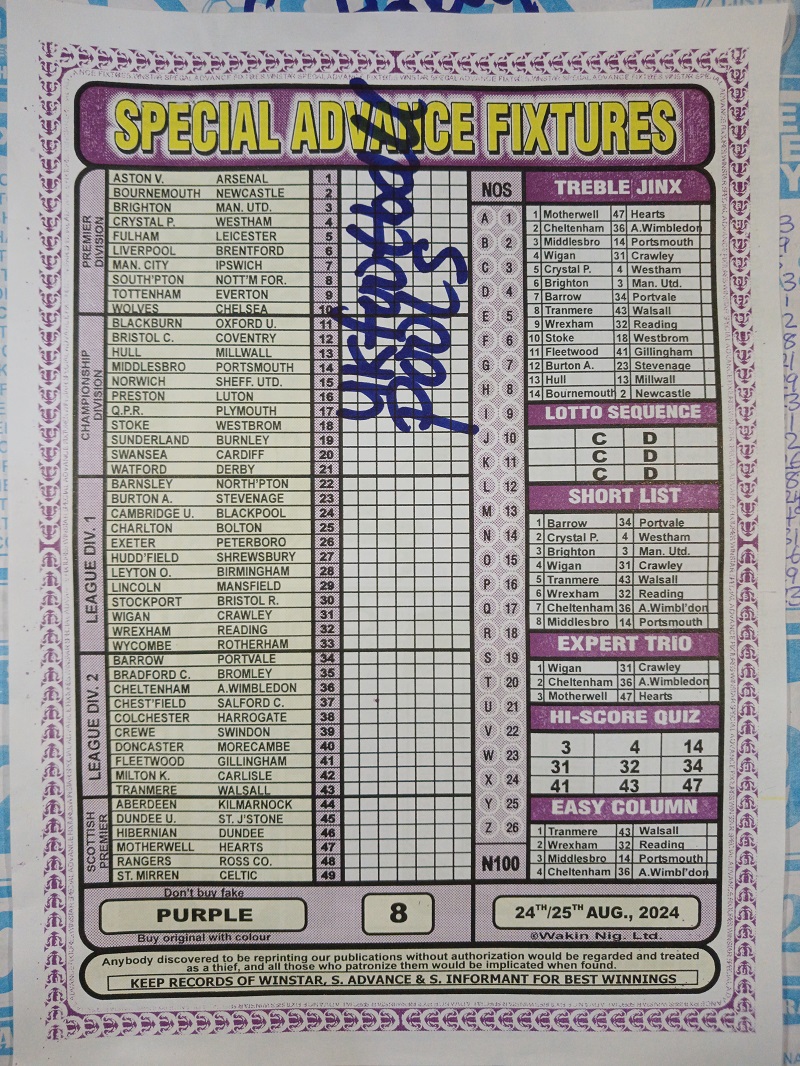 SPECIAL ADVANCE FIXTURES
PREMIER DIVISION
ASTON V. ARSENAL 1
BOURNEMOUTH NEWCASTLE 2
BRIGHTON MAN. UTD. 3
CRYSTAL P. WESTHAM 4
FULHAM LEICESTER 5
LIVERPOOL BRENTFORD 6
MAN. CITY IPSWICH 7
SOUTH'PTON NOTT'M FOR. 8
TOTTENHAM EVERTON 9
WOLVES CHELSEA 10
CHAMPIONSHIP DIVISION
BLACKBURN OXFORD U. 11
BRISTOL C. COVENTRY 12
HULL MILLWALL 13
MIDDLESBRO PORTSMOUTH 14
NORWICH SHEFF. UTD. 15
PRESTON LUTON 16
Q.P.R. PLYMOUTH 17
STOKE WESTBROM 18
SUNDERLAND BURNLEY 19
SWANSEA CARDIFF 20
WATFORD DERBY 21
LEAGUE DIV. 1
BARNSLEY NORTH'PTON 22
BURTON A. STEVENAGE 23
CAMBRIDGE U. BLACKPOOL 24
CHARLTON BOLTON 25
EXETER PETERBORO 26
HUDD'FIELD SHREWSBURY 27
LEYTON O. BIRMINGHAM 28
LINCOLN MANSFIELD 29
STOCKPORT BRISTOL R. 30
WIGAN CRAWLEY 31
WREXHAM READING 32
WYCOMBE ROTHERHAM 33
LEAGUE DIV. 2
BARROW PORTVALE 34
BRADFORD C. BROMLEY 35
CHELTENHAM A.WIMBLEDON 36
CHEST'FIELD SALFORD C. 37
COLCHESTER HARROGATE 38
CREWE SWINDON 39
DONCASTER MORECAMBE 40
FLEETWOOD GILLINGHAM 41
MILTON K. CARLISLE 42
TRANMERE WALSALL 43
SCOTTISH PREMIER
ABERDEEN KILMARNOCK 44
DUNDEE U. ST. J'STONE 45
HIBERNIAN DUNDEE 46
MOTHERWELL HEARTS 47
RANGERS ROSS CO. 48
ST. MIRREN CELTIC 49
ukfootball
pools
NOS
A 1
B 2
C 3
D 4
E 5
F 6
G 7
H 8
I 9
J 10
K 11
L 12
M 13
N 14
O 15
P 16
Q 17
R 18
S 19
T 20
U 21
V 22
W 23
X 24
Y 25
Z 26
N100
TREBLE JINX
1 Motherwell 47 Hearts
2 Cheltenham 36 A.Wimbledon
3 Middlesbro 14 Portsmouth
4 Wigan 31 Crawley
5 Crystal P. 4 Westham
6 Brighton 3 Man. Utd.
7 Barrow 34 Portvale
8 Tranmere 43 Walsall
9 Wrexham 32 Reading
10 Stoke 18 Westbrom
11 Fleetwood 41 Gillingham
12 Burton A. 23 Stevenage
13 Hull 13 Millwall
14 Bournemouth 2 Newcastle
LOTTO SEQUENCE
C D
C D
C D
SHORT LIST
1 Barrow 34 Portvale
2 Crystal P. 4 Westham
3 Brighton 3 Man. Utd.
4 Wigan 31 Crawley
5 Tranmere 43 Walsall
6 Wrexham 32 Reading
7 Cheltenham 36 A.Wimbl'don
8 Middlesbro 14 Portsmouth
EXPERT TRIO
1 Wigan 31 Crawley
2 Cheltenham 36 A.Wimbledon
3 Motherwell 47 Hearts
HI-SCORE QUIZ
3 4 14
31 32 34
41 43 47
EASY COLUMN
1 Tranmere 43 Walsall
2 Wrexham 32 Reading
3 Middlesbro 14 Portsmouth
4 Cheltenham 36 A.Wimbl'don
Don't buy fake
PURPLE
Buy original with colour
8
24TH/25TH AUG., 2024
©Wakin Nig. Ltd.
Anybody discovered to be reprinting our publications without authorization would be regarded and treated
as a thief, and all those who patronize them would be implicated when found.
KEEP RECORDS OF WINSTAR, S. ADVANCE & S. INFORMANT FOR BEST WINNINGS